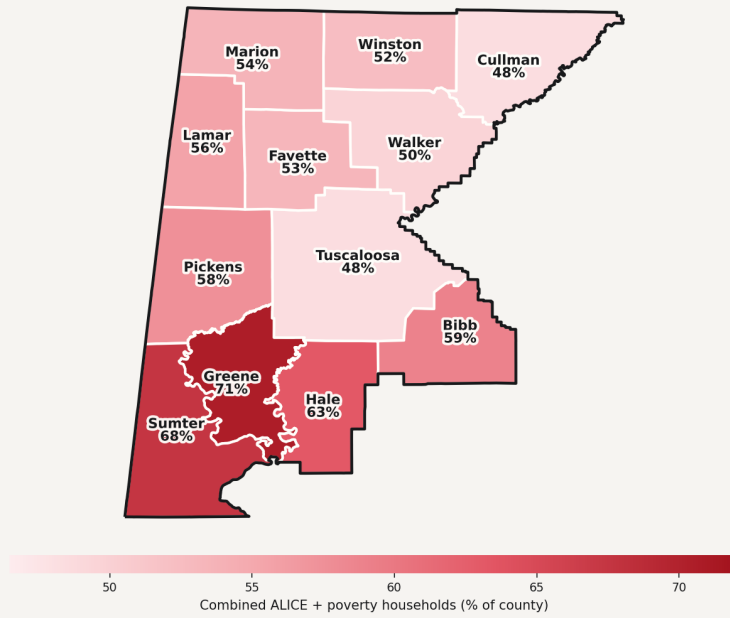 Marion
54%
Winston
52%
Cullman
48%
Lamar
56%
Favette
53%
Walker
50%
Pickens
58%
Tuscaloosa
48%
Bibb
59%
Greene
71%
Hale
63%
Sumter
68%
50 55 60 65 70
Combined ALICE + poverty households (% of county)